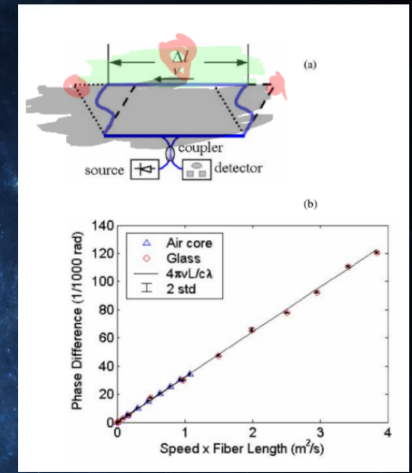 Δl
(a)
coupler
source
detector
(b)
140
120
100
80
60
40
20
0
Phase Difference (1/1000 rad)
Air core
Glass
4πvL/cλ
2 std
0
1
2
3
4
Speed x Fiber Length (m²/s)